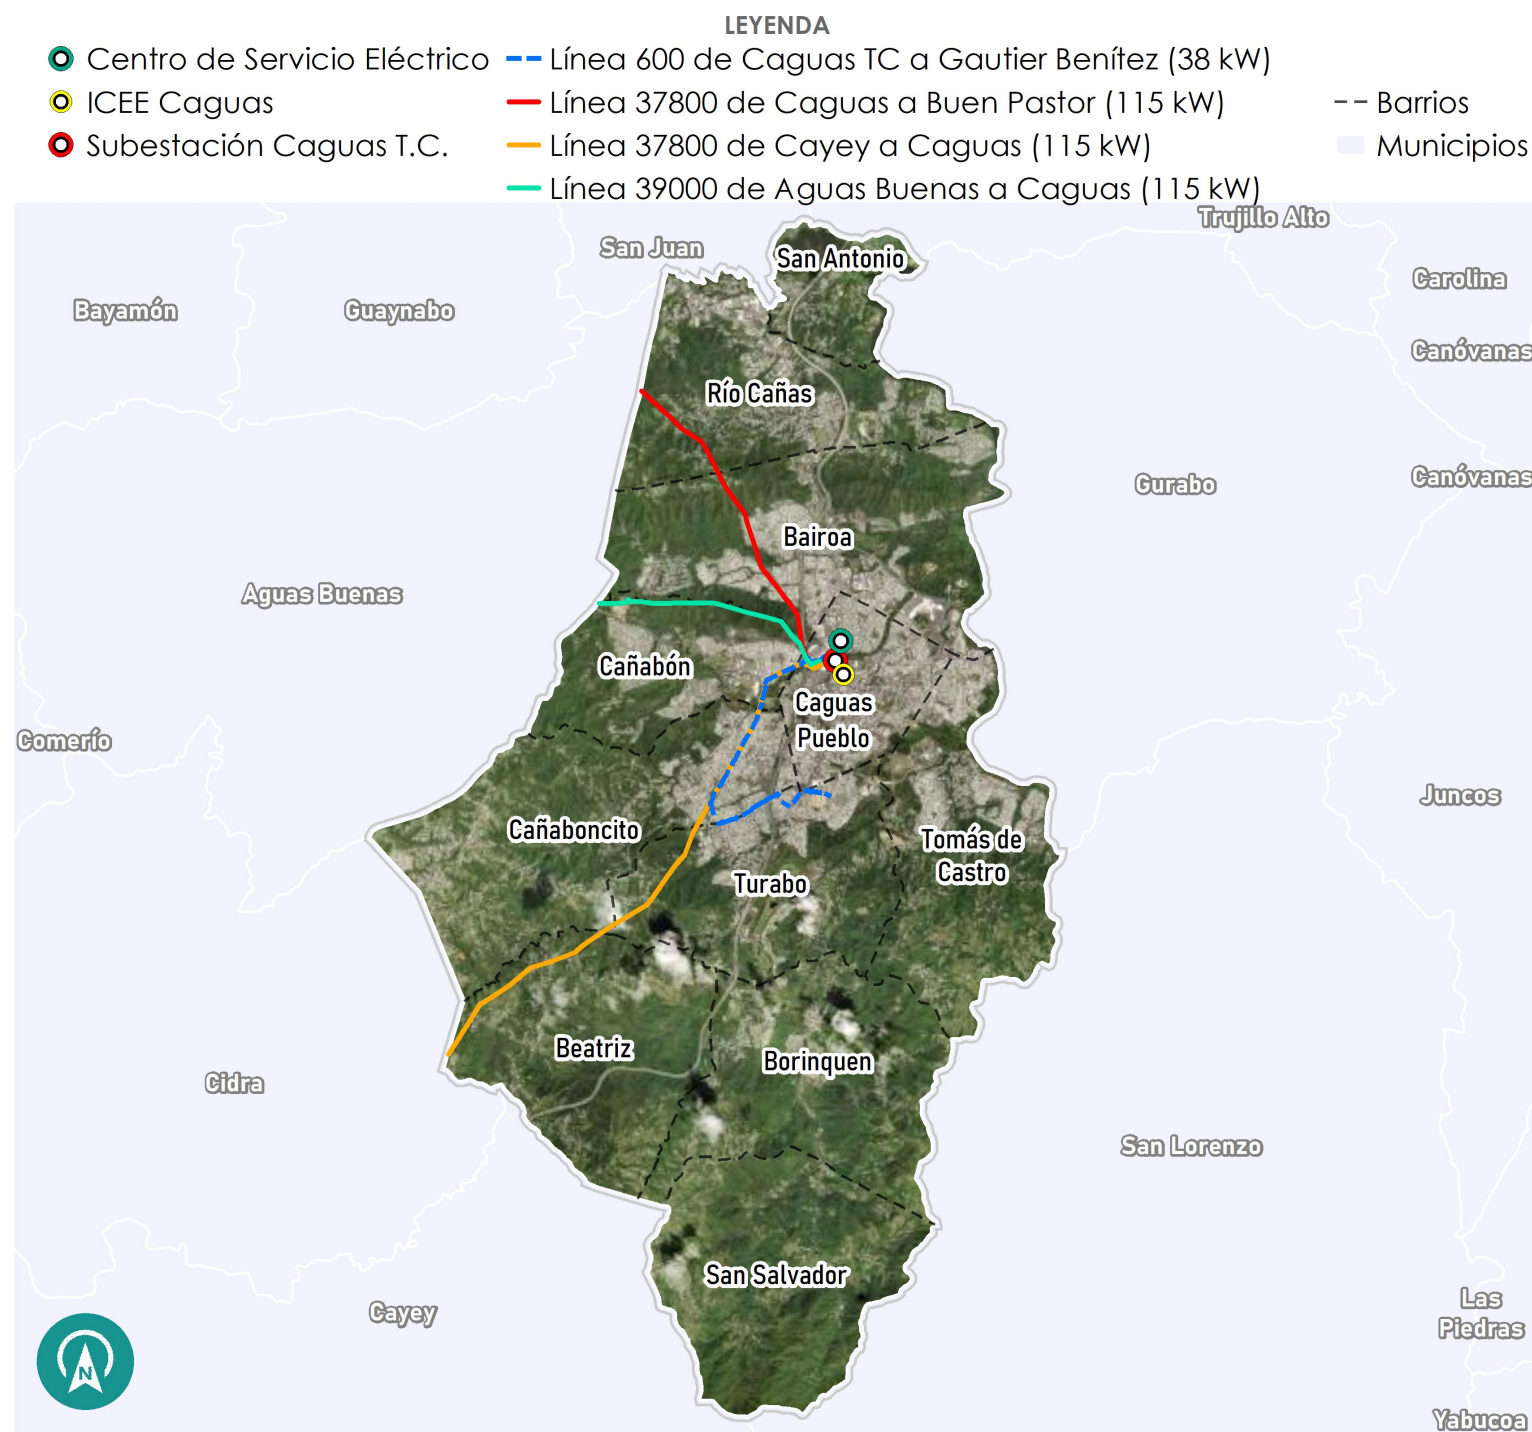 LEYENDA
Centro de Servicio Eléctrico
ICEE Caguas
Subestación Caguas T.C.
Línea 600 de Caguas TC a Gautier Benítez (38 kW)
Línea 37800 de Caguas a Buen Pastor (115 kW)
Línea 37800 de Cayey a Caguas (115 kW)
Línea 39000 de Aguas Buenas a Caguas (115 kW)
Barrios
Municipios
Trujillo Alto
San Juan
San Antonio
Carolina
Bayamón
Guaynabo
Canóvanas
Río Cañas
Canóvanas
Gurabo
Bairoa
Aguas Buenas
Cañabón
Caguas
Pueblo
Comerío
Juncos
Cañaboncito
Tomás de
Castro
Turabo
Beatriz
Borinquen
Cidra
San Lorenzo
San Salvador
Cayey
Las
Piedras
N
Yabucoa